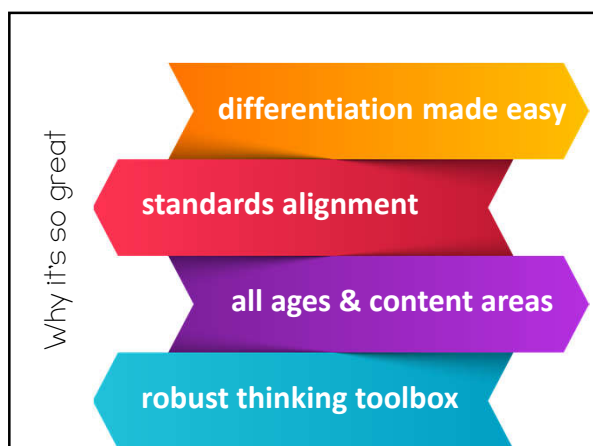 Why it's so great
differentiation made easy
standards alignment
all ages & content areas
robust thinking toolbox